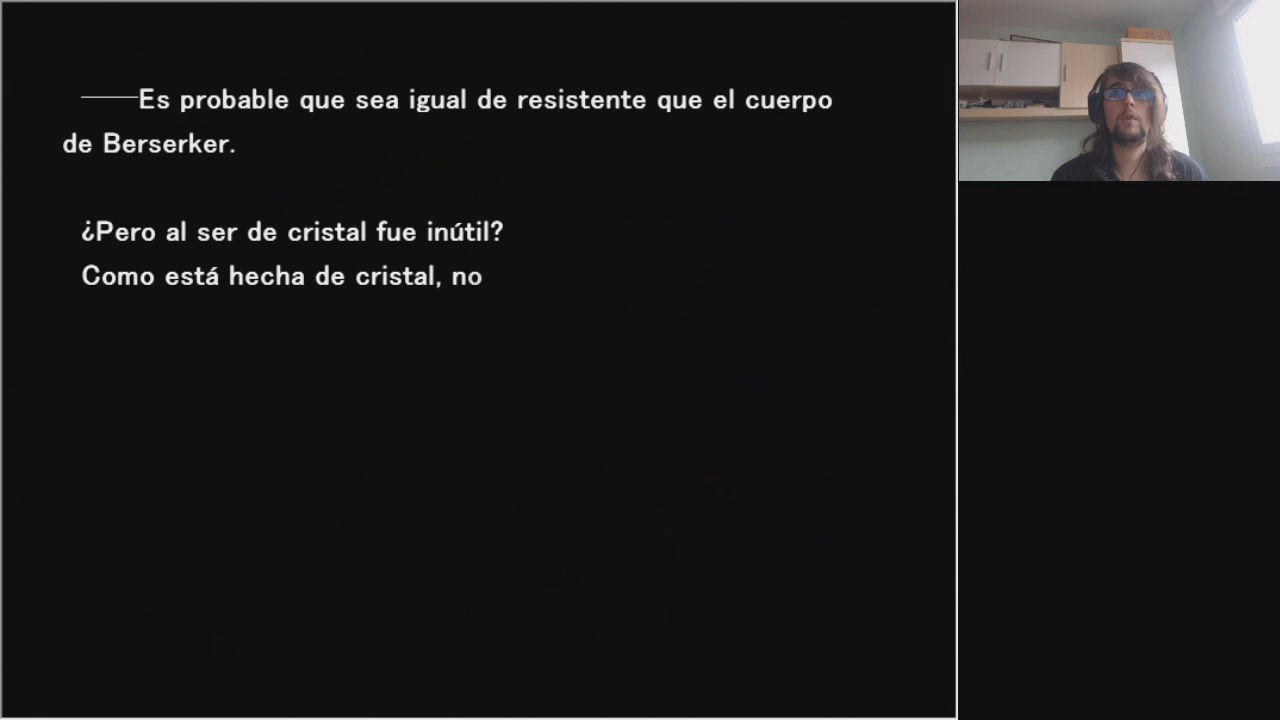 ───Es probable que sea igual de resistente que el cuerpo
de Berserker.
¿Pero al ser de cristal fue inútil?
Como está hecha de cristal, no